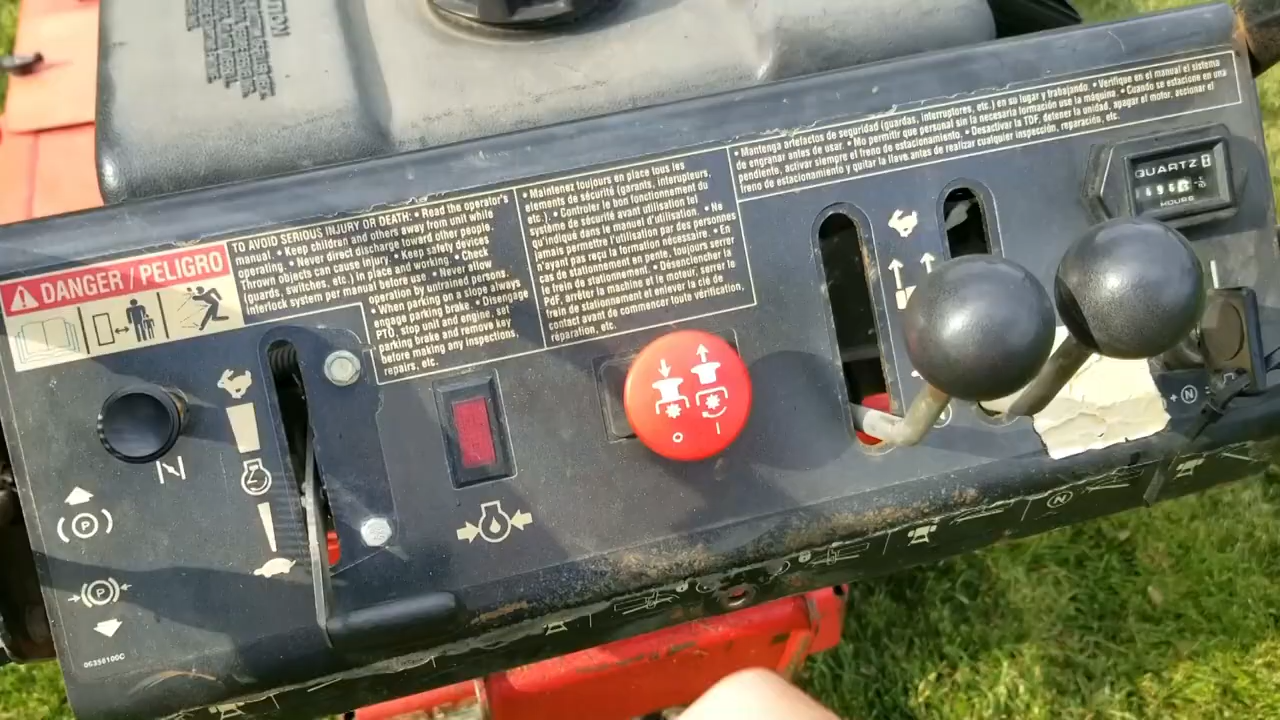 DANGER / PELIGRO
TO AVOID SERIOUS INJURY OR DEATH: • Read the operator's
manual. • Keep children and others away from unit while
operating. • Never direct discharge toward other people.
Thrown objects can cause injury. • Keep safety devices
guards, switches, etc.) in place and working. • Check
interlock system per manual before use. • Never allow
operation by untrained persons.
• When parking on a slope always
engage parking brake. • Disengage
PTO, stop unit and engine, set
parking brake and remove key
before making any inspections,
repairs, etc.
• Maintenez toujours en place tous les
elements de sécurité (garants, interrupteurs,
etc.). • Controler le bon fonctionnement du
système de sécurité avant utilisation tel
qu'indiqué dans le manuel d'utilisation. • Ne
jamais permettre l'utilisation par des personnes
n'ayant pas reçu la formation nécessaire. • En
cas de stationnement en pente, toujours serrer
le frein de stationnement. • Désenclencher la
Pdf, arrêter la machine et le moteur, serrer le
frein de stationnement et enlever la clé de
contact avant de commencer toute vérification,
réparation, etc.
• Mantenga artefactos de seguridad (guardas, interruptores, etc.) en su lugar y trabajando. • Verifique en el manual el sistema
de engranar antes de usar. • No permitir que personal sin la necesaria formación use la máquina. • Cuando se estacione en una
pendiente, activar siempre el freno de estacionamiento. • Desactivar la TDF, detener la unidad, apagar el motor, accionar el
freno de estacionamiento y quitar la llave antes de realizar cualquier inspección, reparación, etc.
QUARTZ
HOURS
P
P
N
N
06356100C